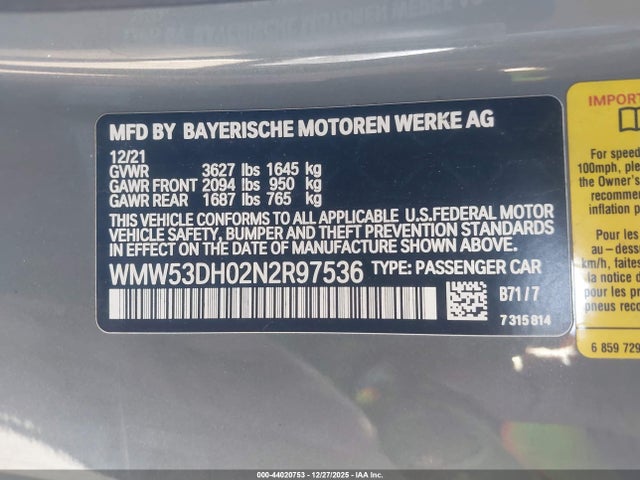 MFD BY BAYERISCHE MOTOREN WERKE AG
12/21
GVWR 3627 lbs 1645 kg
GAWR FRONT 2094 lbs 950 kg
GAWR REAR 1687 lbs 765 kg
THIS VEHICLE CONFORMS TO ALL APPLICABLE U.S.FEDERAL MOTOR
VEHICLE SAFETY, BUMPER AND THEFT PREVENTION STANDARDS
IN EFFECT ON THE DATE OF MANUFACTURE SHOWN ABOVE.
WMW53DH02N2R97536 TYPE: PASSENGER CAR
B71/7
7 315 814
IMPORT
For speed
100mph, ple
the Owner's
recommen
inflation p
Pour les
au - dessu
km/h, faites
pour les p
pneus reco
6 859 729
000-44020753 - 12/27/2025 - IAA Inc.